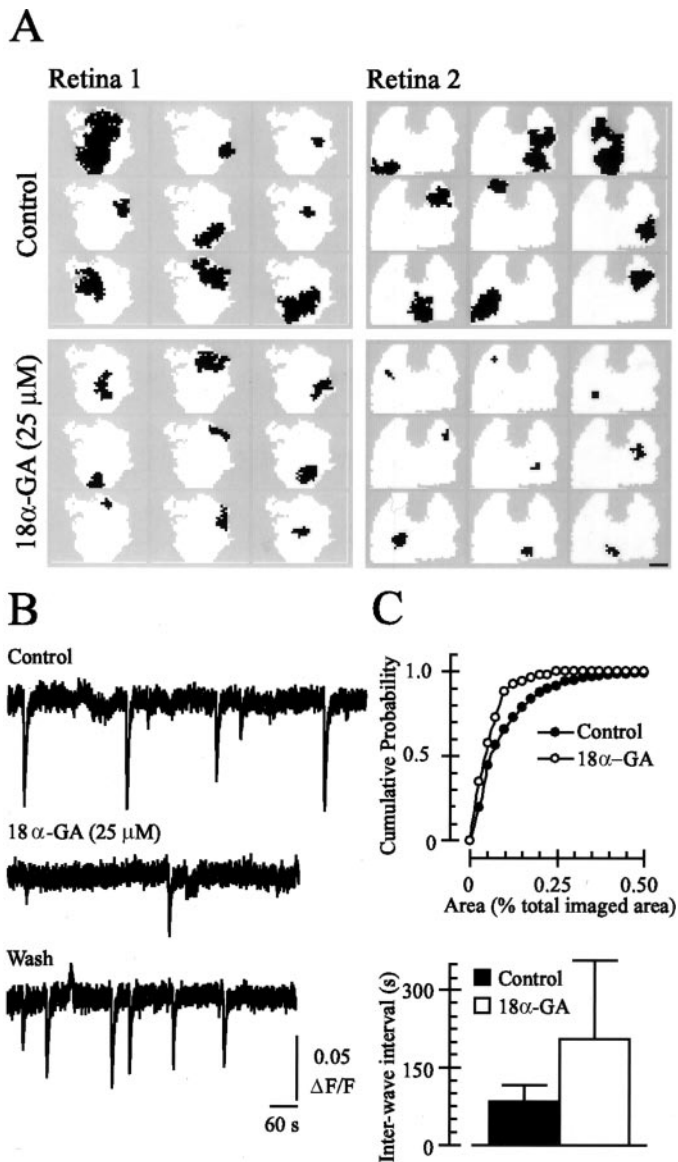 A
Retina 1
Retina 2
Control
18α-GA (25 μM)
B
Control
18 α-GA (25 μM)
Wash
0.05
ΔF/F
60 s
C
Cumulative Probability
1.0
0.5
0
Control
18α–GA
0
0.25
0.50
Area (% total imaged area)
Inter-wave interval (s)
300
150
0
Control
18α-GA